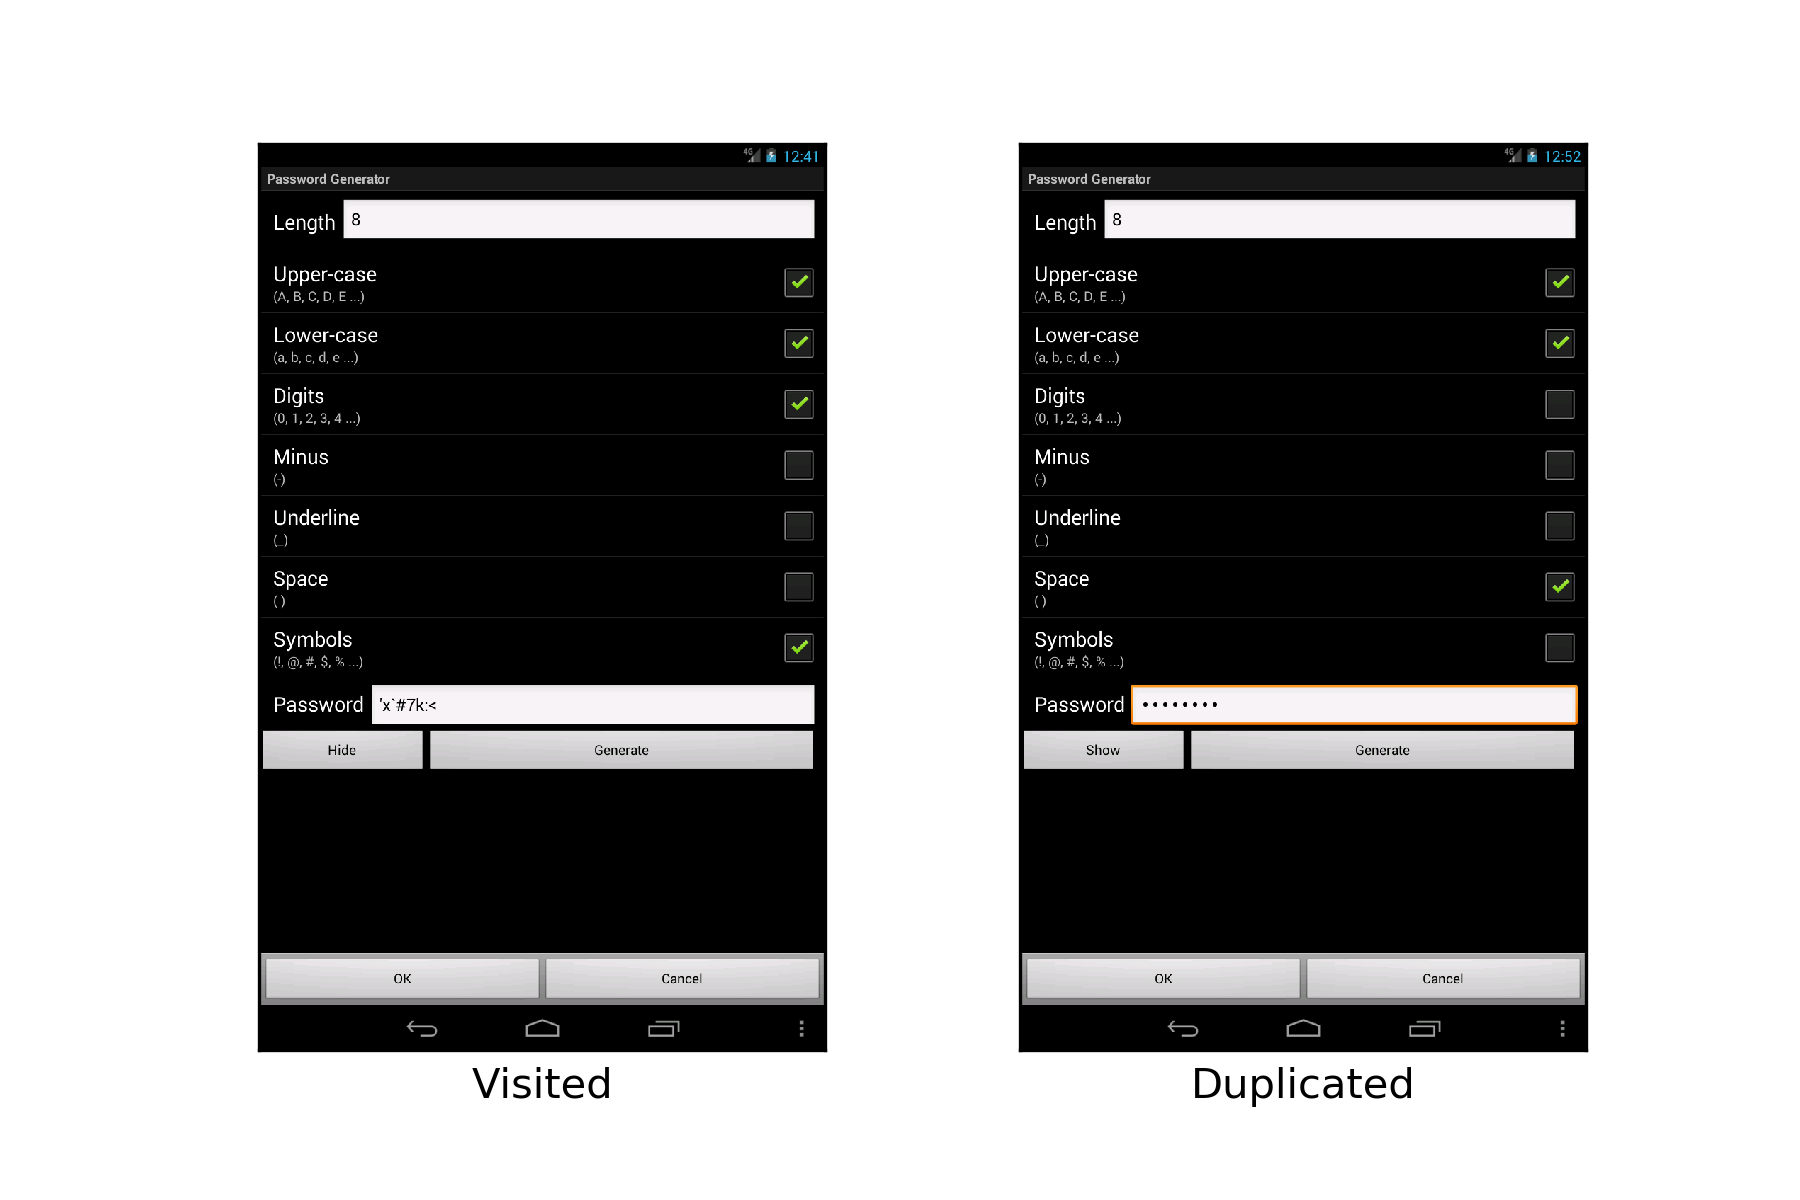 4G 12:41
Password Generator
Length 8
Upper-case
(A, B, C, D, E ...)
Lower-case
(a, b, c, d, e ...)
Digits
(0, 1, 2, 3, 4 ...)
Minus
(-)
Underline
(_)
Space
( )
Symbols
(!, @, #, $, % ...)
Password 'x`#7k:<
Hide Generate
OK Cancel
Visited
4G 12:52
Password Generator
Length 8
Upper-case
(A, B, C, D, E ...)
Lower-case
(a, b, c, d, e ...)
Digits
(0, 1, 2, 3, 4 ...)
Minus
(-)
Underline
(_)
Space
( )
Symbols
(!, @, #, $, % ...)
Password ••••••••
Show Generate
OK Cancel
Duplicated